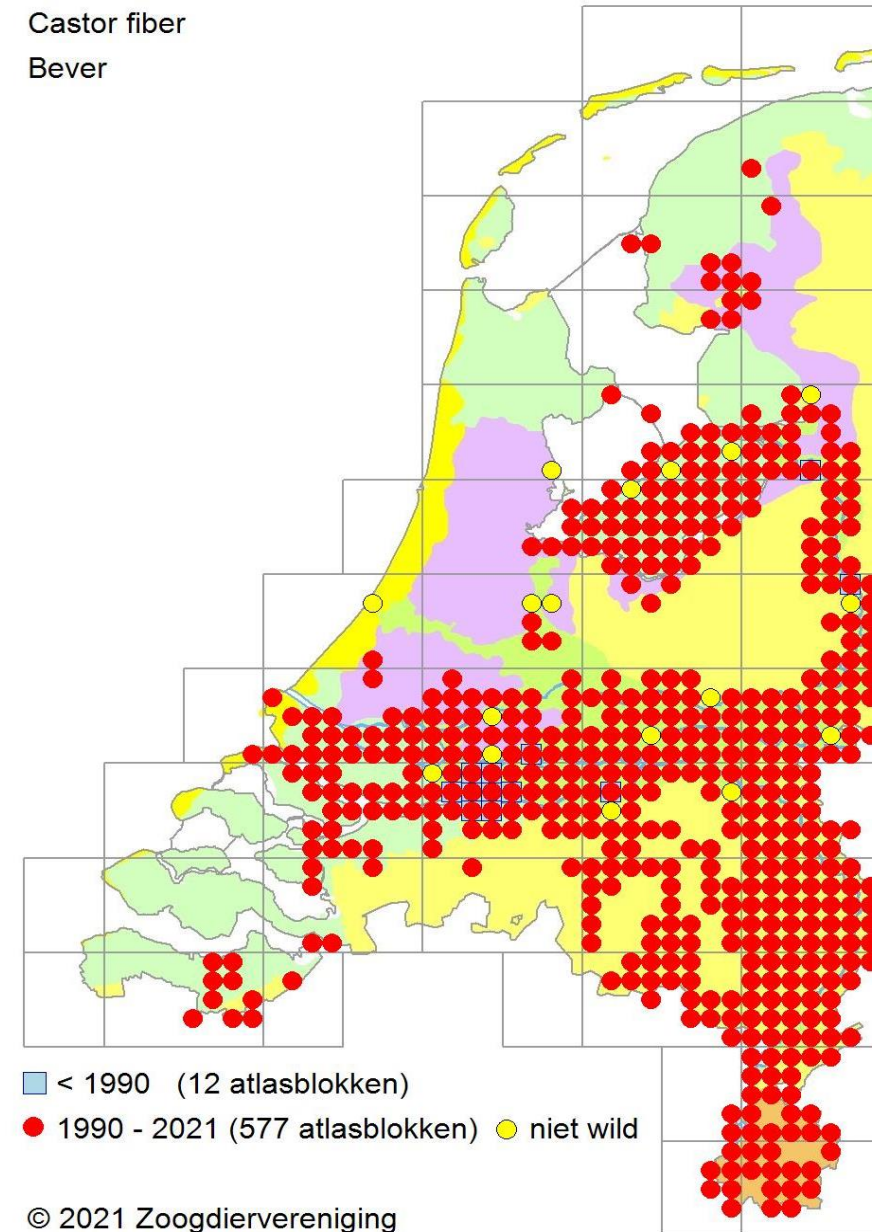 Castor fiber
Bever
< 1990 (12 atlasblokken)
1990 - 2021 (577 atlasblokken) niet wild
© 2021 Zoogdiervereniging